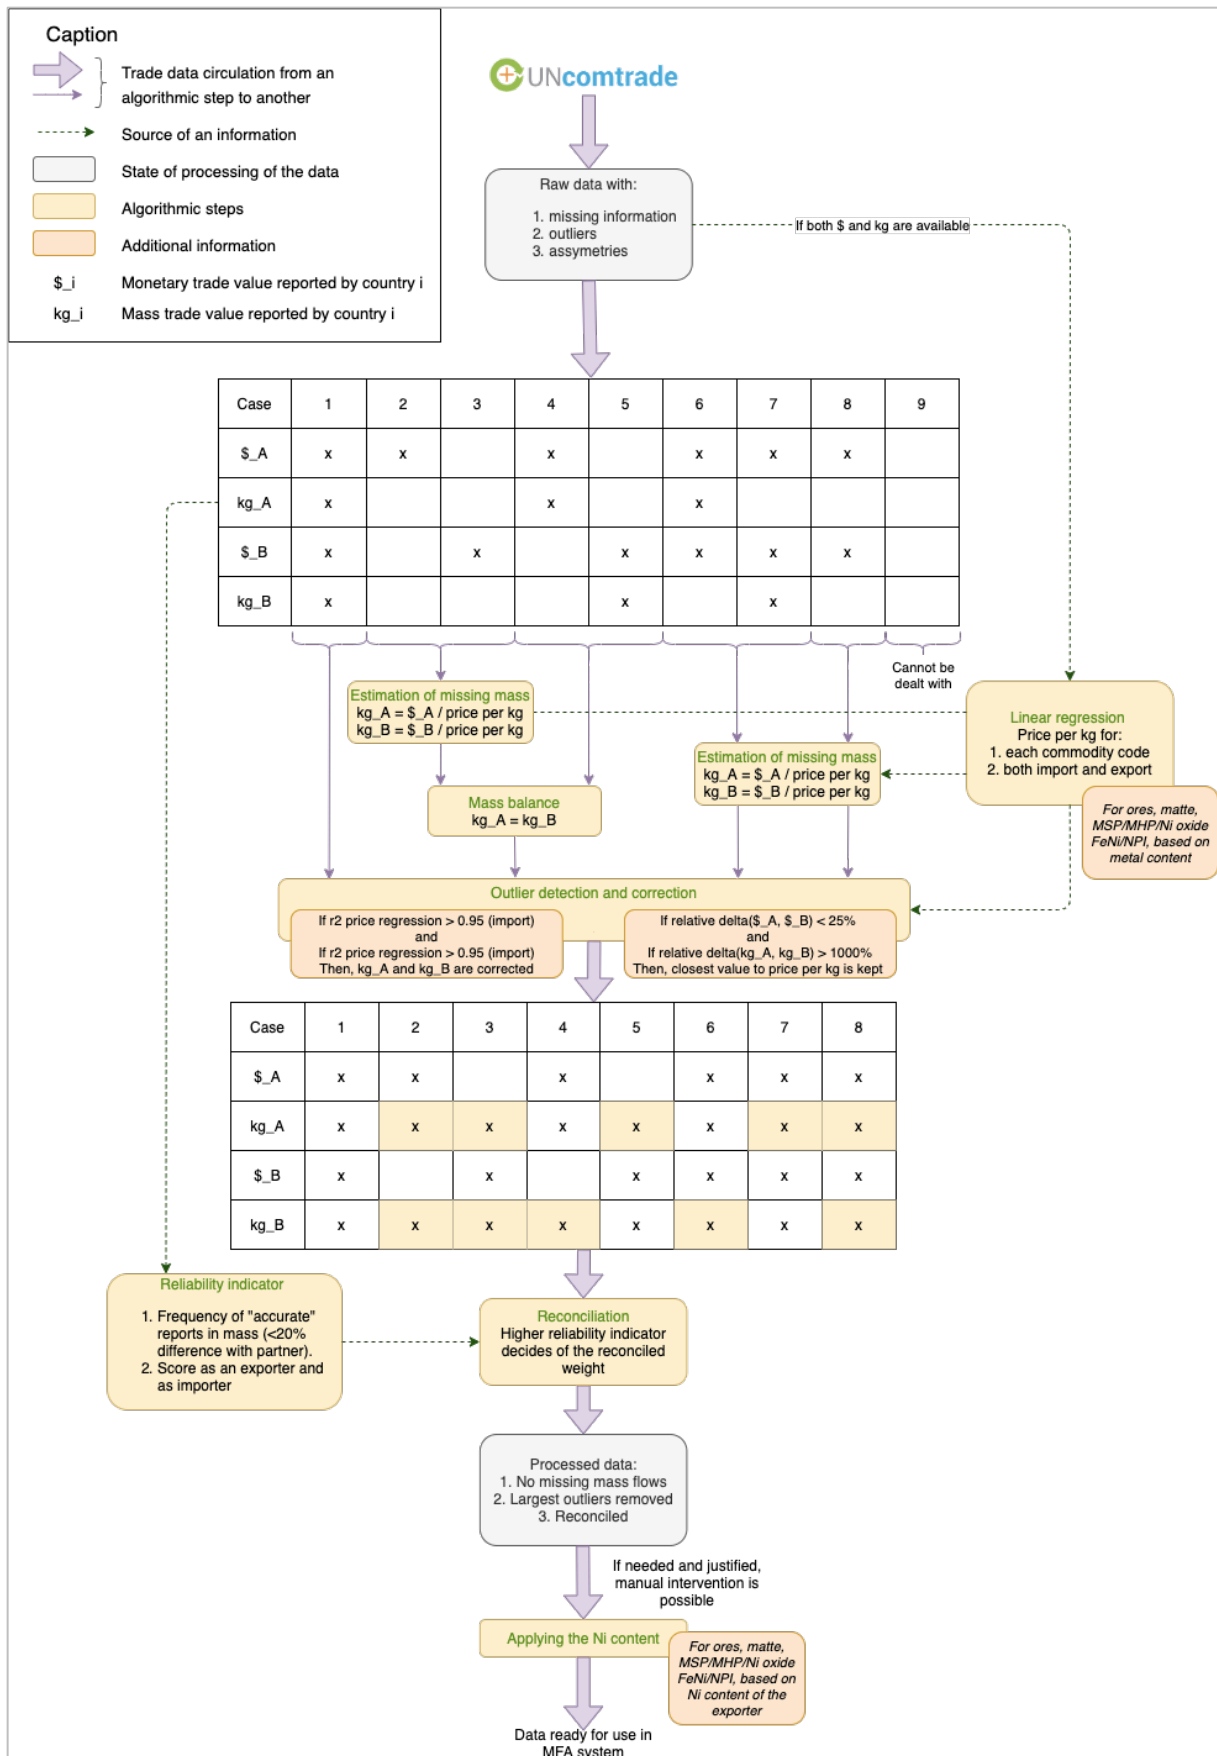 Caption
Trade data circulation from an
algorithmic step to another
Source of an information
State of processing of the data
Algorithmic steps
Additional information
$_i Monetary trade value reported by country i
kg_i Mass trade value reported by country i
UNcomtrade
Raw data with:
1. missing information
2. outliers
3. assymetries
If both $ and kg are available
Case 1 2 3 4 5 6 7 8 9
$_A x x x x x x
kg_A x x x
$_B x x x x x x
kg_B x x x
Cannot be
dealt with
Estimation of missing mass
kg_A = $_A / price per kg
kg_B = $_B / price per kg
Linear regression
Price per kg for:
1. each commodity code
2. both import and export
For ores, matte,
MSP/MHP/Ni oxide
FeNi/NPI, based on
metal content
Estimation of missing mass
kg_A = $_A / price per kg
kg_B = $_B / price per kg
Mass balance
kg_A = kg_B
Outlier detection and correction
If r2 price regression > 0.95 (import)
and
If r2 price regression > 0.95 (import)
Then, kg_A and kg_B are corrected
If relative delta($_A, $_B) < 25%
and
If relative delta(kg_A, kg_B) > 1000%
Then, closest value to price per kg is kept
Case 1 2 3 4 5 6 7 8
$_A x x x x x x
kg_A x x x x x x x x
$_B x x x x x x
kg_B x x x x x x x x
Reliability indicator
1. Frequency of "accurate"
reports in mass (<20%
difference with partner).
2. Score as an exporter and
as importer
Reconciliation
Higher reliability indicator
decides of the reconciled
weight
Processed data:
1. No missing mass flows
2. Largest outliers removed
3. Reconciled
If needed and justified,
manual intervention is
possible
Applying the Ni content
For ores, matte,
MSP/MHP/Ni oxide
FeNi/NPI, based on
Ni content of the
exporter
Data ready for use in
MFA system